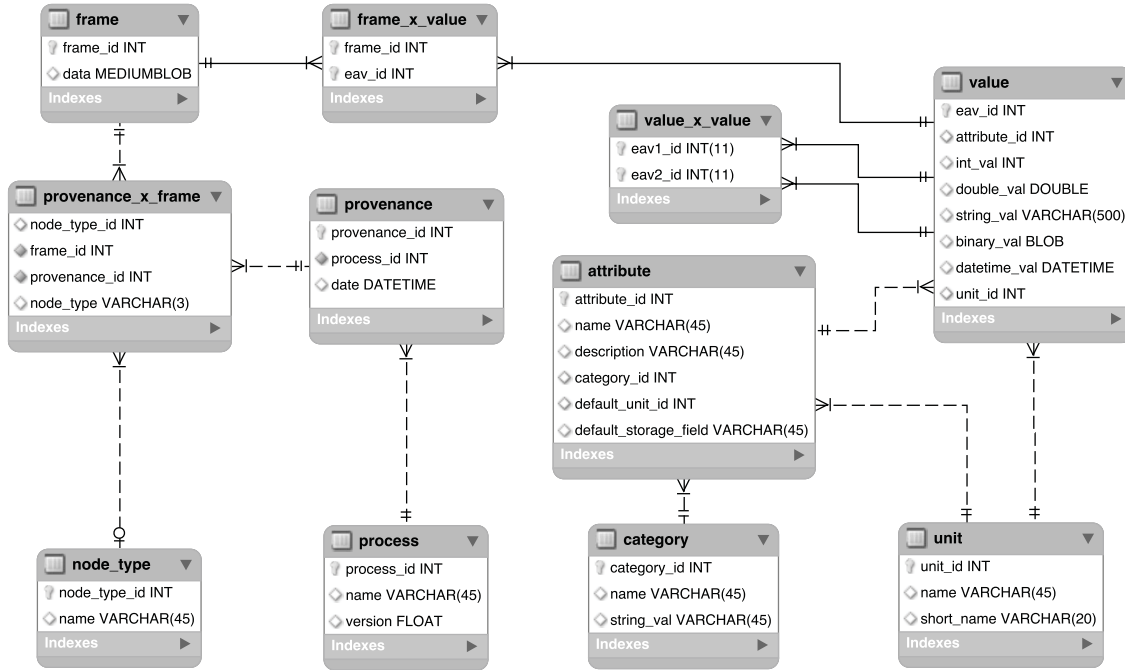 frame
frame_id INT
data MEDIUMBLOB
Indexes
frame_x_value
frame_id INT
eav_id INT
Indexes
value
eav_id INT
attribute_id INT
int_val INT
double_val DOUBLE
string_val VARCHAR(500)
binary_val BLOB
datetime_val DATETIME
unit_id INT
Indexes
value_x_value
eav1_id INT(11)
eav2_id INT(11)
Indexes
provenance_x_frame
node_type_id INT
frame_id INT
provenance_id INT
node_type VARCHAR(3)
Indexes
provenance
provenance_id INT
process_id INT
date DATETIME
Indexes
attribute
attribute_id INT
name VARCHAR(45)
description VARCHAR(45)
category_id INT
default_unit_id INT
default_storage_field VARCHAR(45)
Indexes
node_type
node_type_id INT
name VARCHAR(45)
Indexes
process
process_id INT
name VARCHAR(45)
version FLOAT
Indexes
category
category_id INT
name VARCHAR(45)
string_val VARCHAR(45)
Indexes
unit
unit_id INT
name VARCHAR(45)
short_name VARCHAR(20)
Indexes